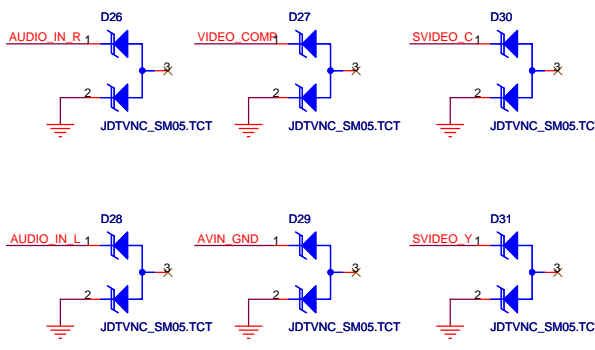 D26
D27
D30
AUDIO_IN_R 1
VIDEO_COMP 1
SVIDEO_C 1
3
3
3
2
2
2
JDTVNC_SM05.TCT
JDTVNC_SM05.TCT
JDTVNC_SM05.TC
D28
D29
D31
AUDIO_IN_L 1
AVIN_GND 1
SVIDEO_Y 1
3
3
3
2
2
2
JDTVNC_SM05.TCT
JDTVNC_SM05.TCT
JDTVNC_SM05.TC